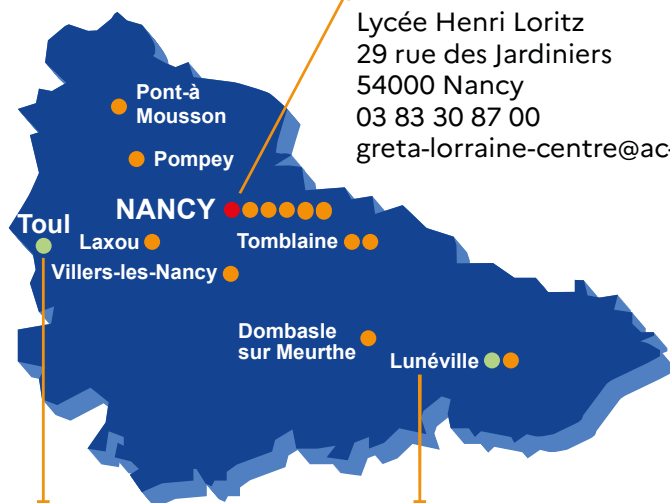 Lycée Henri Loritz
29 rue des Jardiniers
54000 Nancy
03 83 30 87 00
greta-lorraine-centre@ac-
Pont-à
Mousson
Pompey
NANCY
Toul
Laxou
Tomblaine
Villers-les-Nancy
Dombasle
sur Meurthe
Lunéville